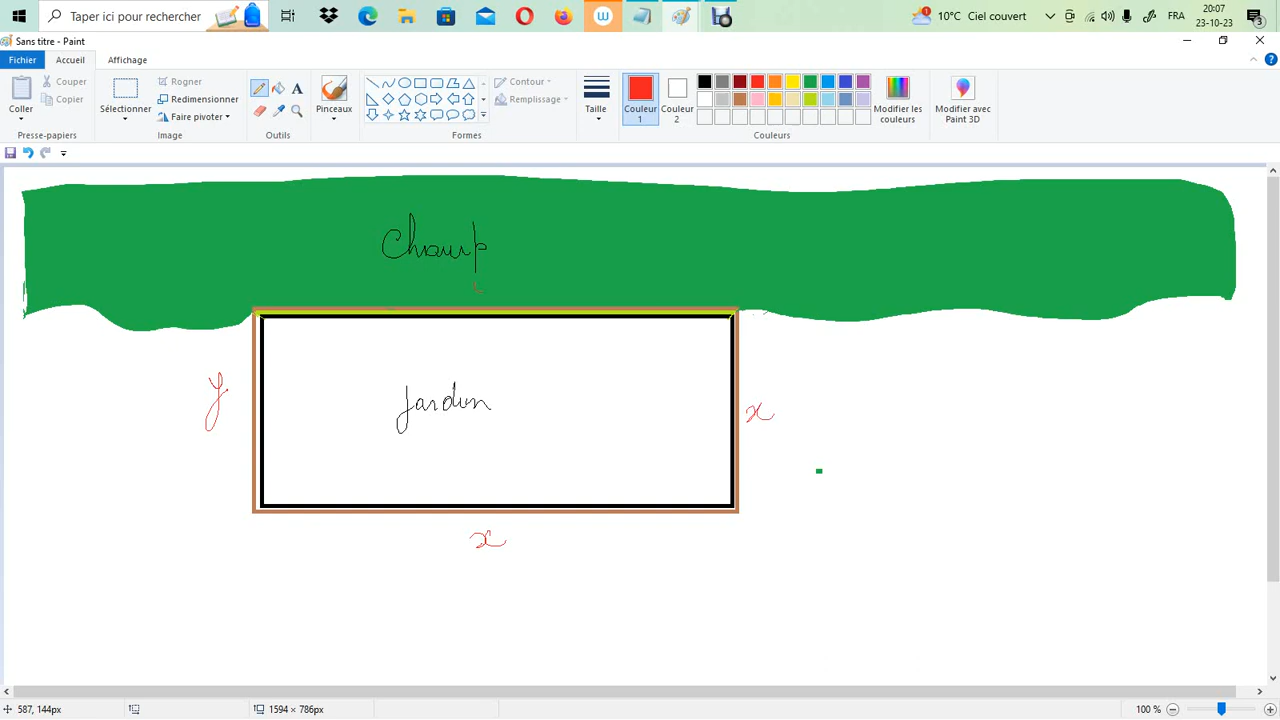 Taper ici pour rechercher
10°C Ciel couvert
FRA
20:07
23-10-23
3
Sans titre - Paint
Fichier
Accueil
Affichage
Coller
Couper
Copier
Presse-papiers
Sélectionner
Rogner
Redimensionner
Faire pivoter
Image
A
Outils
Pinceaux
Contour
Remplissage
Formes
Taille
Couleur 1
Couleur 2
Modifier les couleurs
Couleurs
Modifier avec Paint 3D
Champ
y
jardin
x
x
587, 144px
1594 × 786px
100 %